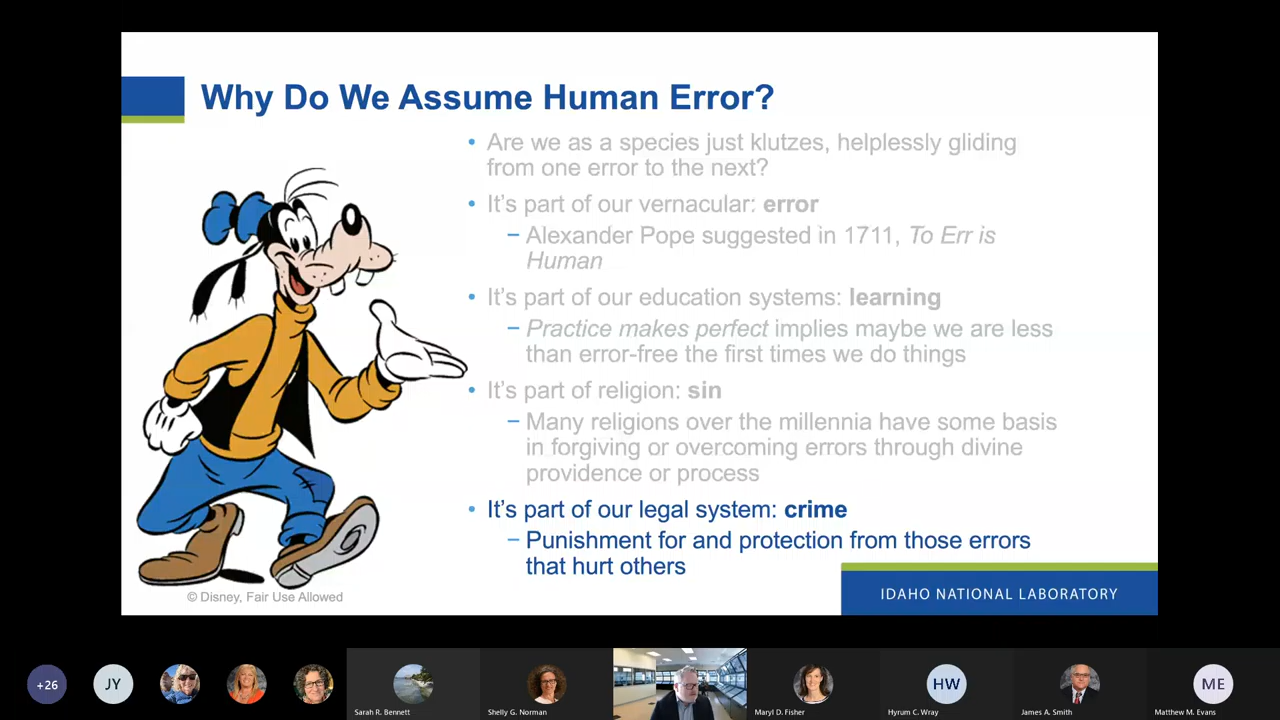 Why Do We Assume Human Error?
• Are we as a species just klutzes, helplessly gliding
from one error to the next?
• It's part of our vernacular: error
– Alexander Pope suggested in 1711, To Err is
Human
• It's part of our education systems: learning
– Practice makes perfect implies maybe we are less
than error-free the first times we do things
• It's part of religion: sin
– Many religions over the millennia have some basis
in forgiving or overcoming errors through divine
providence or process
• It's part of our legal system: crime
– Punishment for and protection from those errors
that hurt others
© Disney, Fair Use Allowed
IDAHO NATIONAL LABORATORY
+26
JY
HW
ME
Sarah R. Bennett
Shelly G. Norman
Maryl D. Fisher
Hyrum C. Wray
James A. Smith
Matthew M. Evans